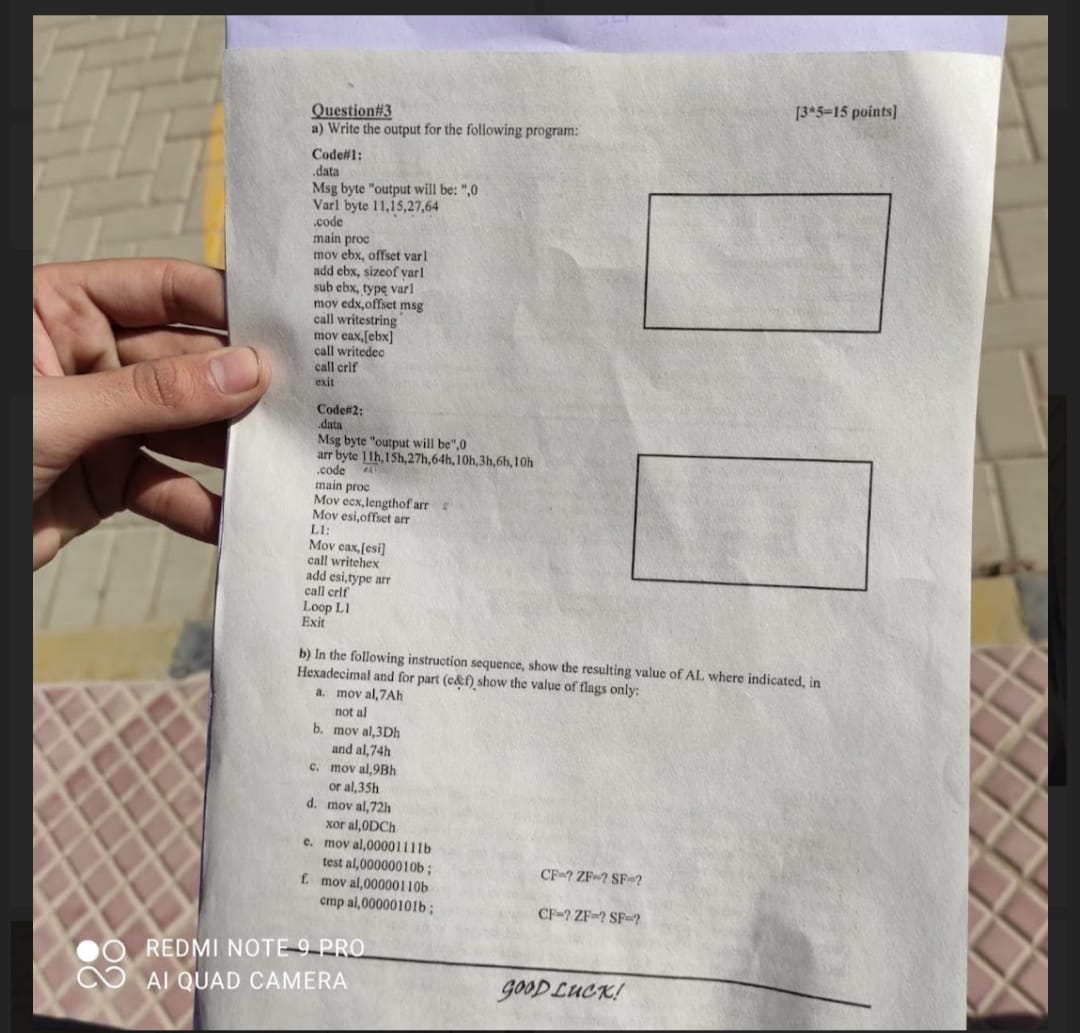 Question#3 [3*5=15 points]
a) Write the output for the following program:
Code#1:
.data
Msg byte "output will be: ",0
Var1 byte 11,15,27,64
.code
main proc
mov ebx, offset var1
add ebx, sizeof var1
sub ebx, type var1
mov edx,offset msg
call writestring
mov eax,[ebx]
call writedec
call crlf
exit
Code#2:
.data
Msg byte "output will be",0
arr byte 11h,15h,27h,64h,10h,3h,6h,10h
.code
main proc
Mov ecx,lengthof arr
Mov esi,offset arr
L1:
Mov eax,[esi]
call writehex
add esi,type arr
call crlf
Loop L1
Exit
b) In the following instruction sequence, show the resulting value of AL where indicated, in
Hexadecimal and for part (e&f) show the value of flags only:
a. mov al,7Ah
not al
b. mov al,3Dh
and al,74h
c. mov al,9Bh
or al,35h
d. mov al,72h
xor al,0DCh
e. mov al,00001111b
test al,00000010b ; CF=? ZF=? SF=?
f. mov al,00000110b
cmp al,00000101b ; CF=? ZF=? SF=?
GOOD LUCK!
REDMI NOTE 9 PRO
AI QUAD CAMERA